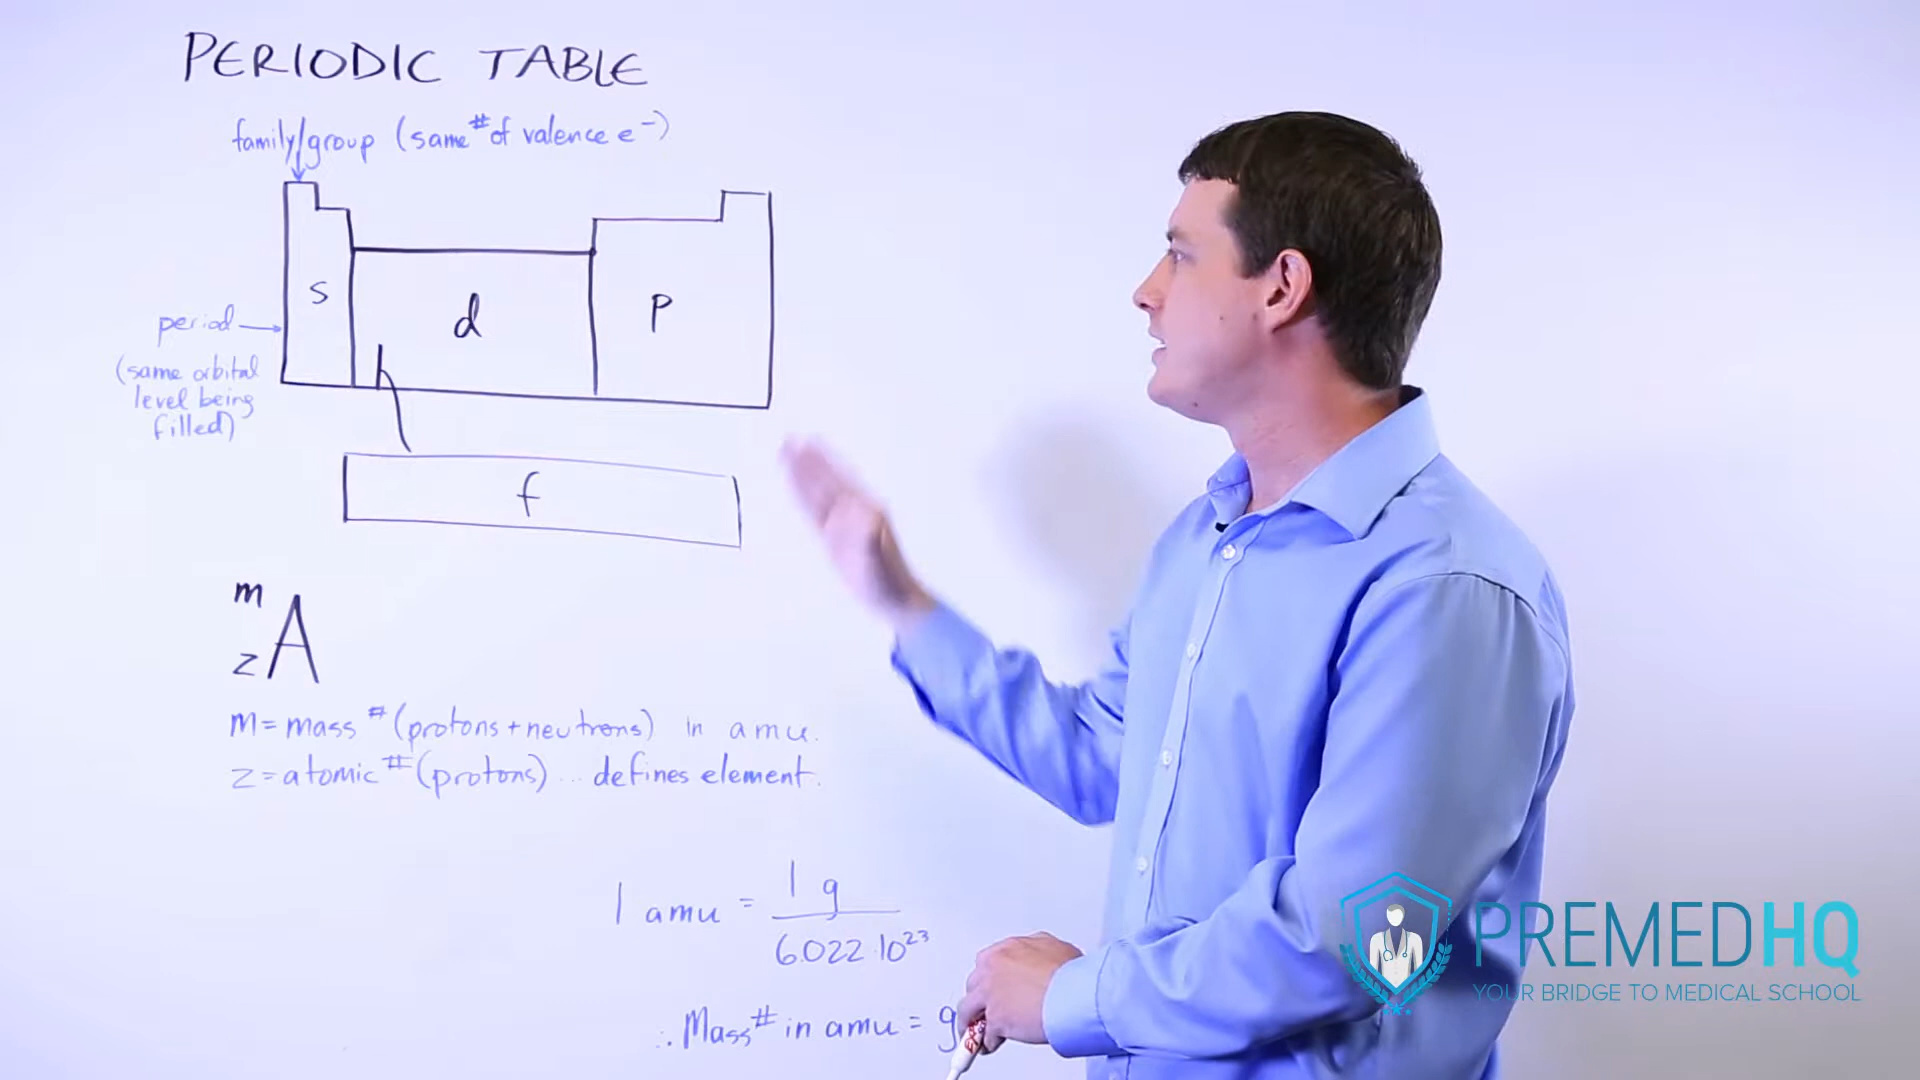 PERIODIC TABLE
family/group (same # of valence e⁻)
s
d
p
period →
(same orbital
level being
filled)
f
m
z A
m = mass # (protons + neutrons) in amu.
z = atomic # (protons) ... defines element.
1 amu = 1 g
6.022·10²³
∴ Mass # in amu = g
PREMEDHQ
YOUR BRIDGE TO MEDICAL SCHOOL